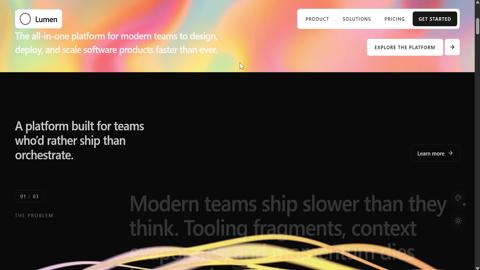 Lumen
PRODUCT
SOLUTIONS
PRICING
GET STARTED
The all-in-one platform for modern teams to design,
deploy, and scale software products faster than ever.
EXPLORE THE PLATFORM
A platform built for teams
who'd rather ship than
orchestrate.
Learn more
01 / 03
THE PROBLEM
Modern teams ship slower than they
think. Tooling fragments, context
momentum dies